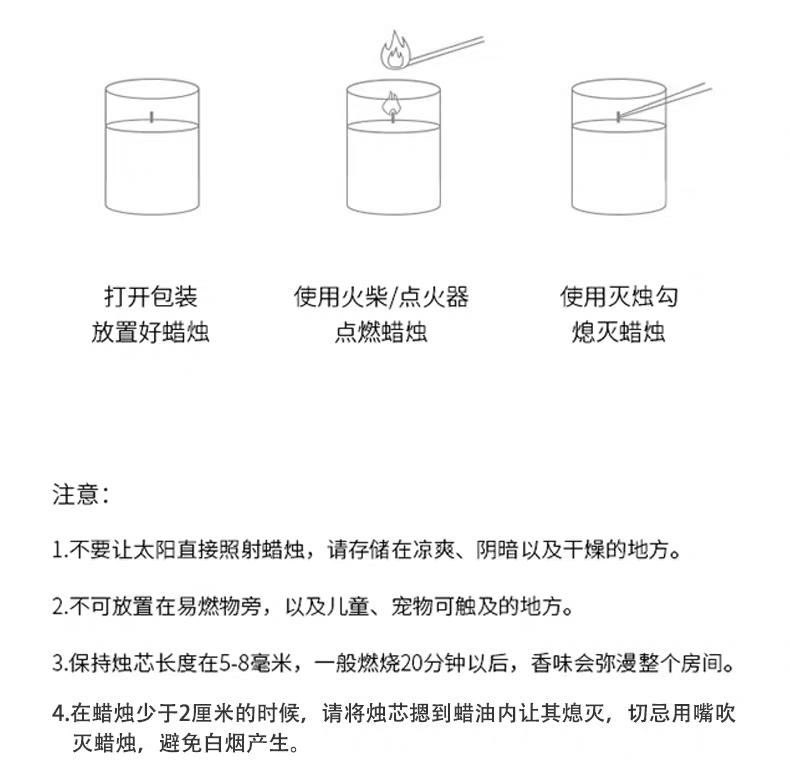 打开包装
放置好蜡烛
使用火柴/点火器
点燃蜡烛
使用灭烛勾
熄灭蜡烛
注意：
1.不要让太阳直接照射蜡烛，请存储在凉爽、阴暗以及干燥的地方。
2.不可放置在易燃物旁，以及儿童、宠物可触及的地方。
3.保持烛芯长度在5-8毫米，一般燃烧20分钟以后，香味会弥漫整个房间。
4.在蜡烛少于2厘米的时候，请将烛芯摁到蜡油内让其熄灭，切忌用嘴吹
灭蜡烛，避免白烟产生。